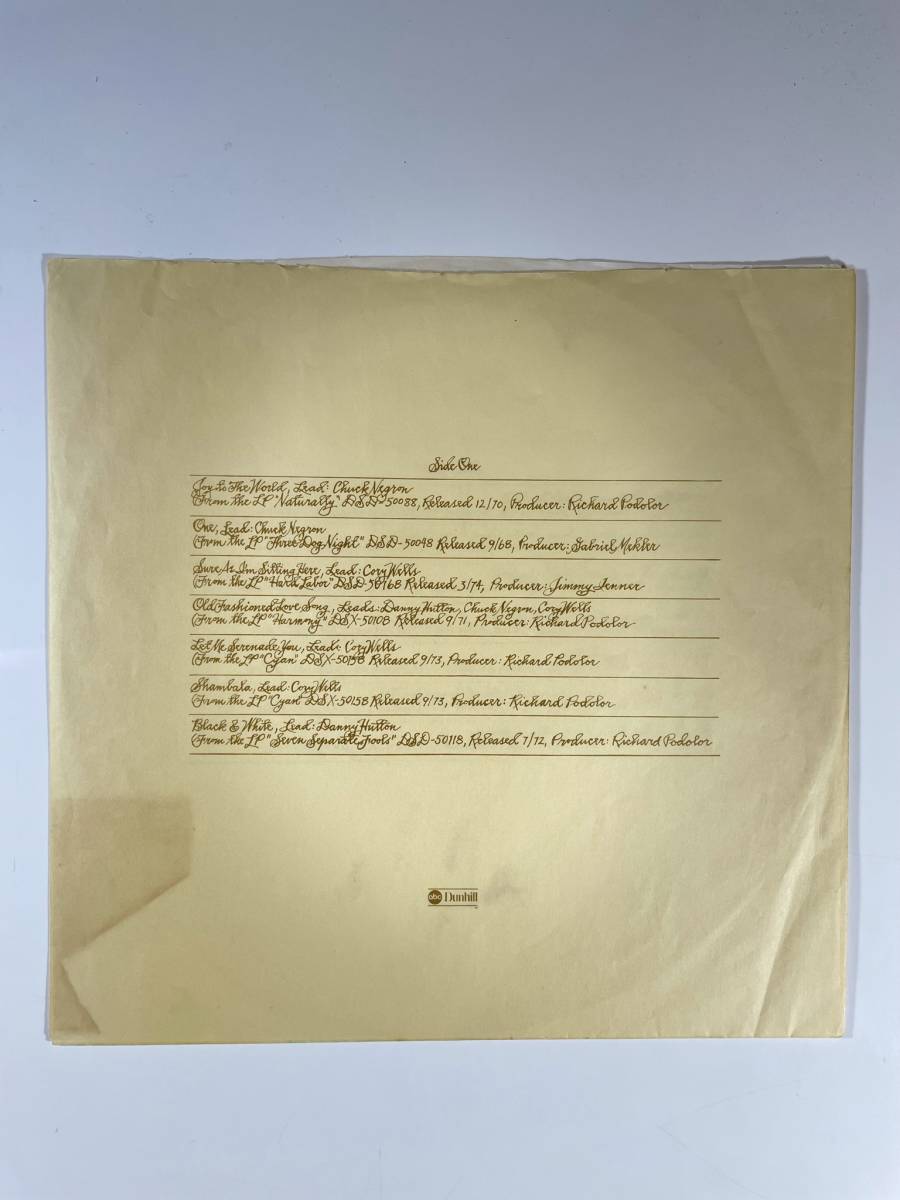 Side One
Joy to The World, Lead: Chuck Negron
(From the LP "Naturally" DSD-50088, Released 12/70, Producer: Richard Podolor
One, Lead: Chuck Negron
(From the LP "Three Dog Night" DSD-50048 Released 9/68, Producer: Gabriel Mekler
Sure As I'm Sitting Here, Lead: Cory Wells
(From the LP "Hard Labor" DSD-50168 Released 3/74, Producer: Jimmy Ienner
Old Fashioned Love Song, Leads: Danny Hutton, Chuck Negron, Cory Wells
(From the LP "Harmony" DSX-50108 Released 9/71, Producer: Richard Podolor
Let Me Serenade You, Lead: Cory Wells
(From the LP "Cyan" DSX-50158 Released 9/73, Producer: Richard Podolor
Shambala, Lead: Cory Wells
(From the LP "Cyan" DSX-50158 Released 9/73, Producer: Richard Podolor
Black & White, Lead: Danny Hutton
(From the LP "Seven Separate Fools" DSD-50118, Released 7/72, Producer: Richard Podolor
abc Dunhill